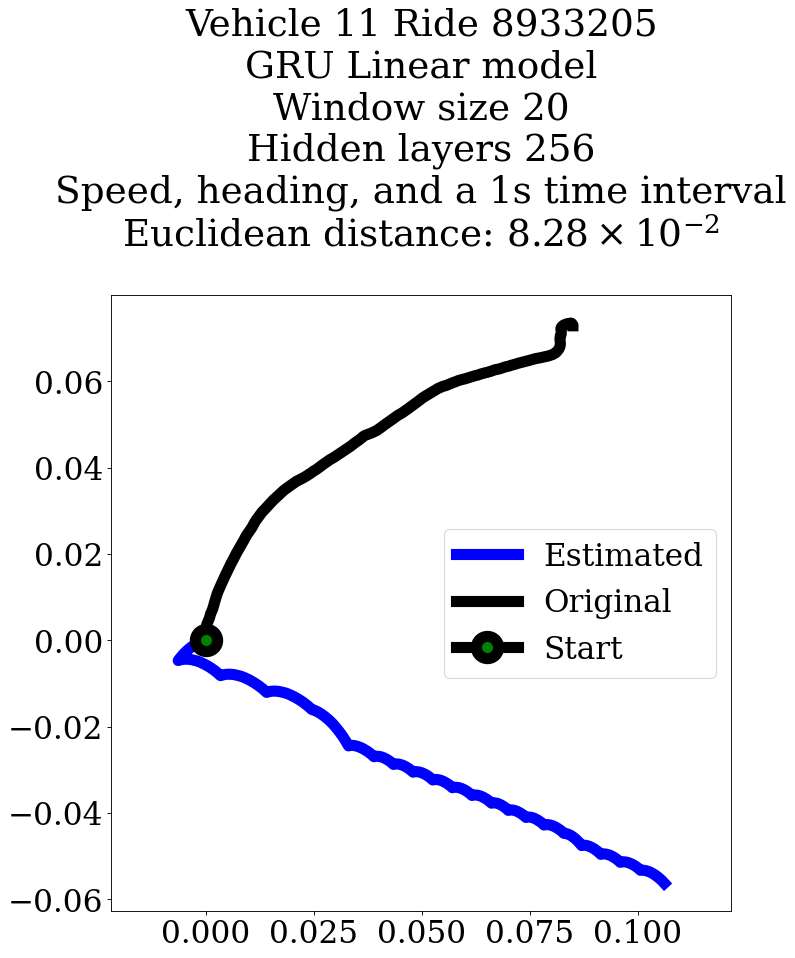 Vehicle 11 Ride 8933205
GRU Linear model
Window size 20
Hidden layers 256
Speed, heading, and a 1s time interval
Euclidean distance: 8.28 × 10⁻²
0.06
0.04
0.02
0.00
−0.02
−0.04
−0.06
Estimated
Original
Start
0.000 0.025 0.050 0.075 0.100